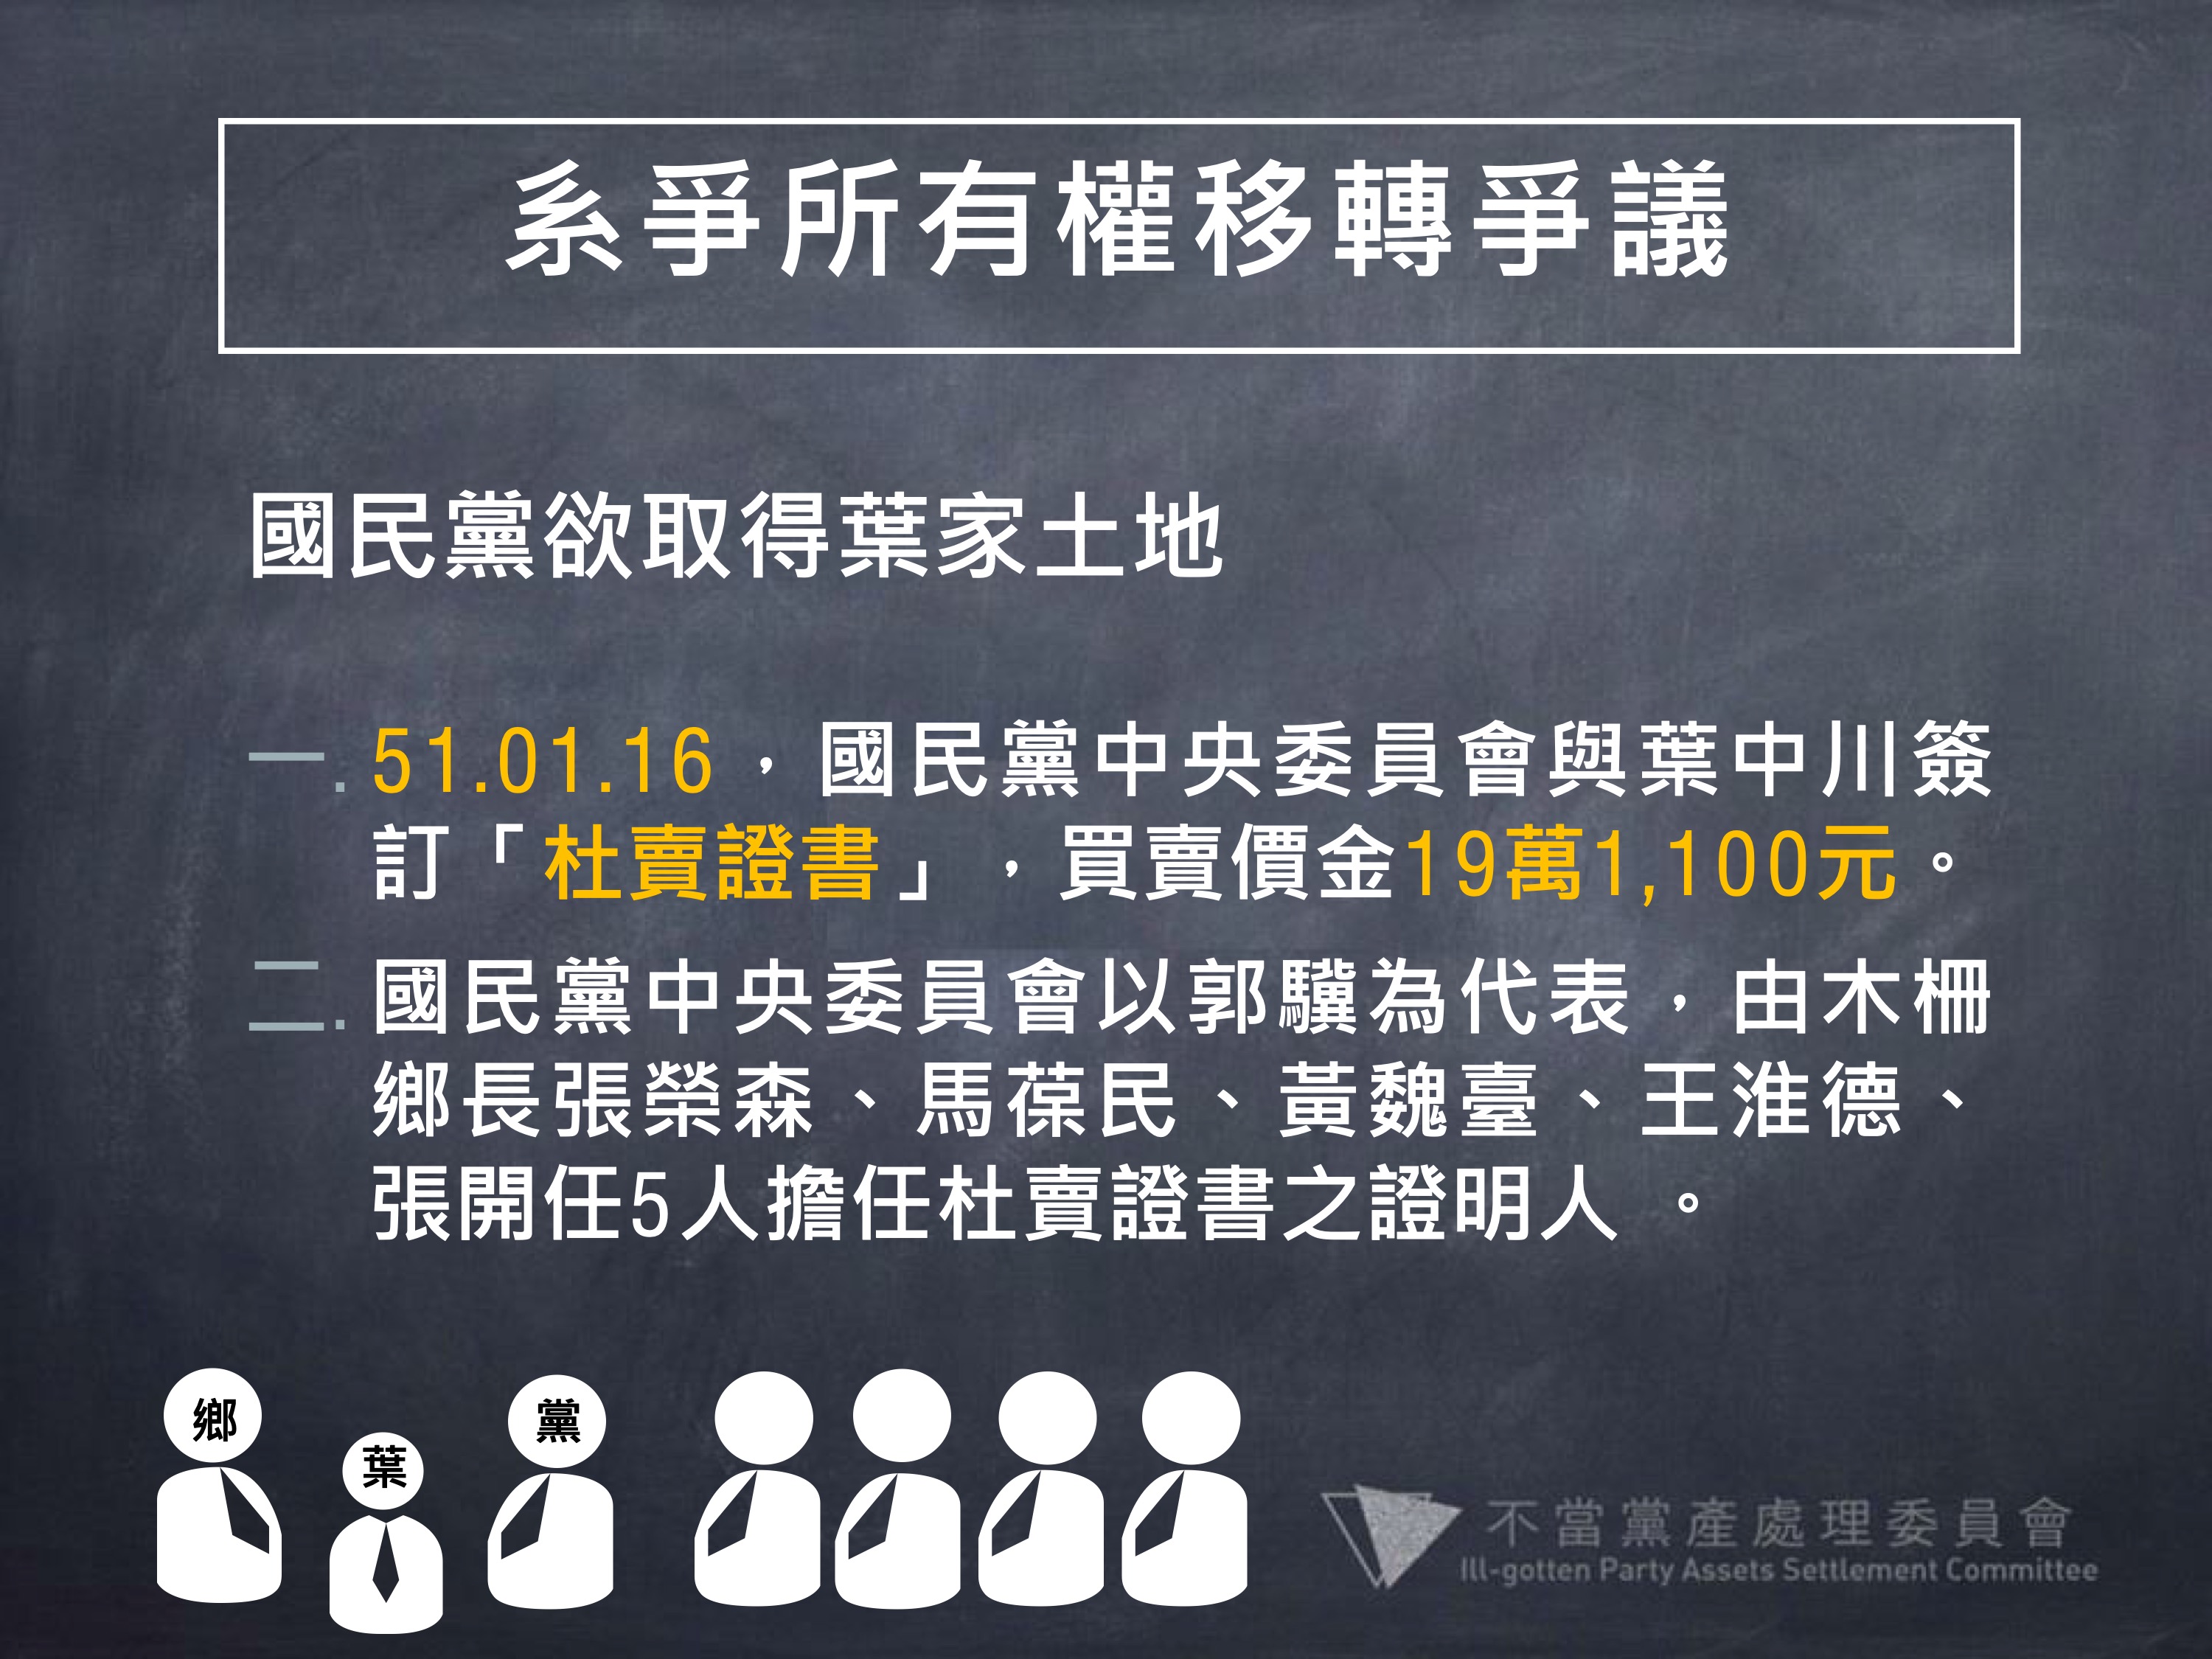 系爭所有權移轉爭議
國民黨欲取得葉家土地
一. 51.01.16，國民黨中央委員會與葉中川簽
訂「杜賣證書」，買賣價金19萬1,100元。
二. 國民黨中央委員會以郭驥為代表，由木柵
鄉長張榮森、馬葆民、黃魏臺、王淮德、
張開任5人擔任杜賣證書之證明人 。
鄉
葉
黨
不當黨產處理委員會
Ill-gotten Party Assets Settlement Committee